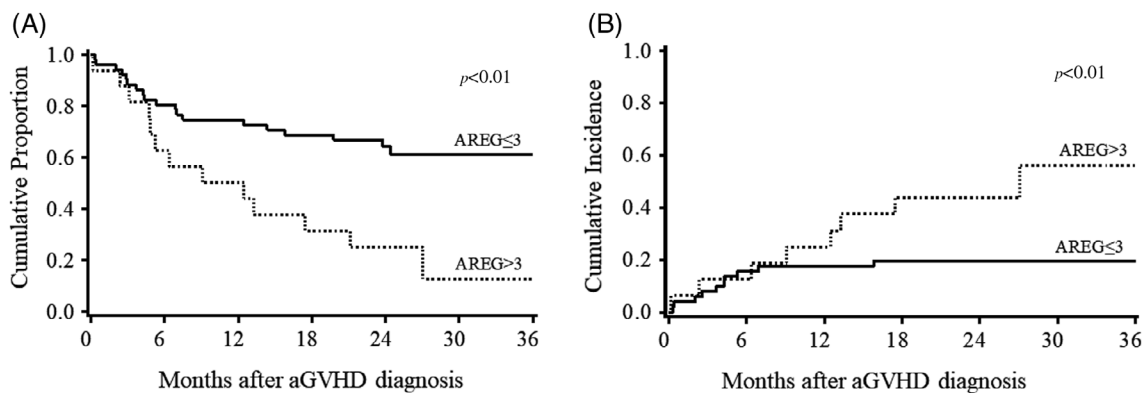 (A)
Cumulative Proportion
1.0
0.8
0.6
0.4
0.2
0.0
p<0.01
AREG≤3
AREG>3
0 6 12 18 24 30 36
Months after aGVHD diagnosis
(B)
Cumulative Incidence
1.0
0.8
0.6
0.4
0.2
0.0
p<0.01
AREG>3
AREG≤3
0 6 12 18 24 30 36
Months after aGVHD diagnosis